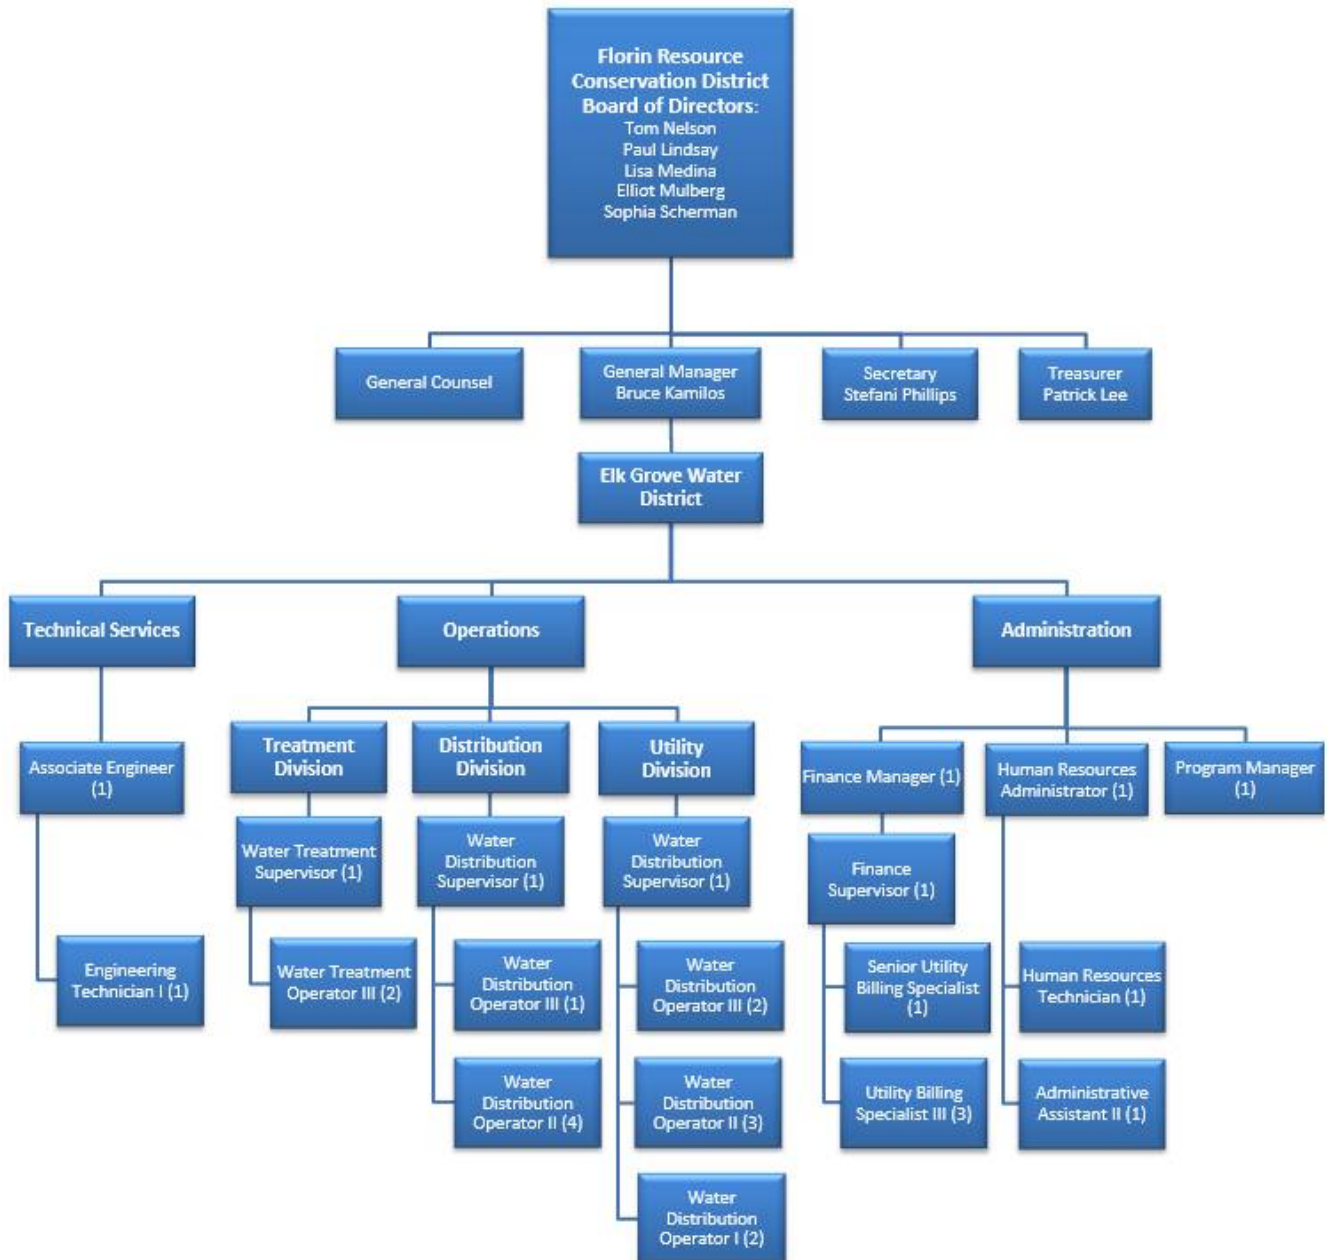 Florin Resource
Conservation District
Board of Directors:
Tom Nelson
Paul Lindsay
Lisa Medina
Elliot Mulberg
Sophia Scherman
General Counsel
General Manager
Bruce Kamilos
Secretary
Stefani Phillips
Treasurer
Patrick Lee
Elk Grove Water
District
Technical Services
Operations
Administration
Associate Engineer
(1)
Engineering
Technician I (1)
Treatment
Division
Water Treatment
Supervisor (1)
Water Treatment
Operator III (2)
Distribution
Division
Water
Distribution
Supervisor (1)
Water
Distribution
Operator III (1)
Water
Distribution
Operator II (4)
Utility
Division
Water
Distribution
Supervisor (1)
Water
Distribution
Operator III (2)
Water
Distribution
Operator II (3)
Water
Distribution
Operator I (2)
Finance Manager (1)
Finance
Supervisor (1)
Senior Utility
Billing Specialist
(1)
Utility Billing
Specialist III (3)
Human Resources
Administrator (1)
Human Resources
Technician (1)
Administrative
Assistant II (1)
Program Manager
(1)